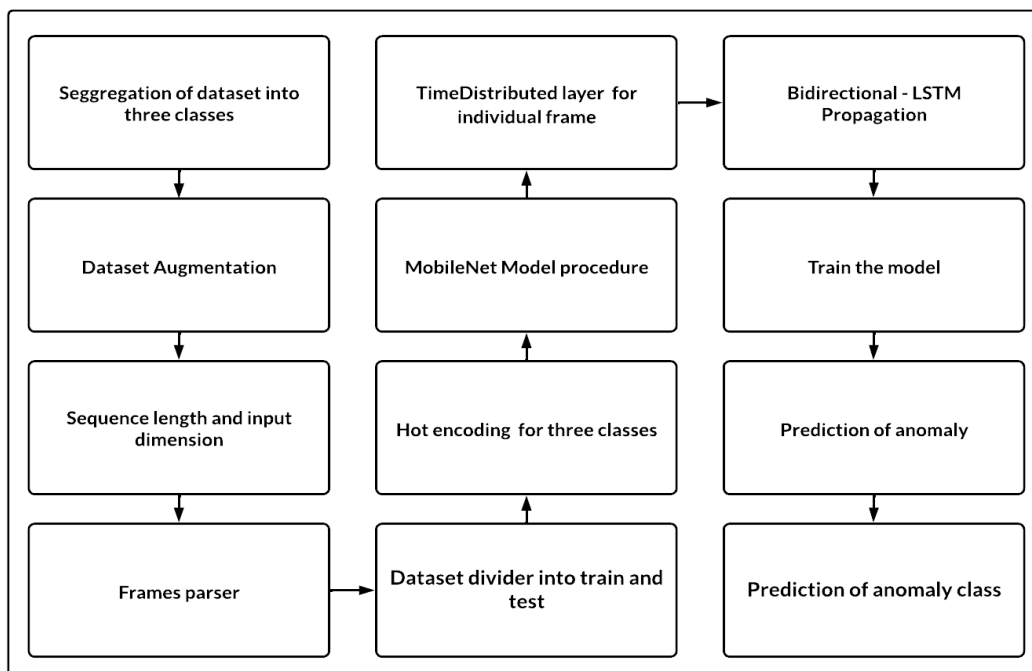 Seggregation of dataset into
three classes
Dataset Augmentation
Sequence length and input
dimension
Frames parser
Dataset divider into train and
test
Hot encoding for three classes
MobileNet Model procedure
TimeDistributed layer for
individual frame
Bidirectional - LSTM
Propagation
Train the model
Prediction of anomaly
Prediction of anomaly class